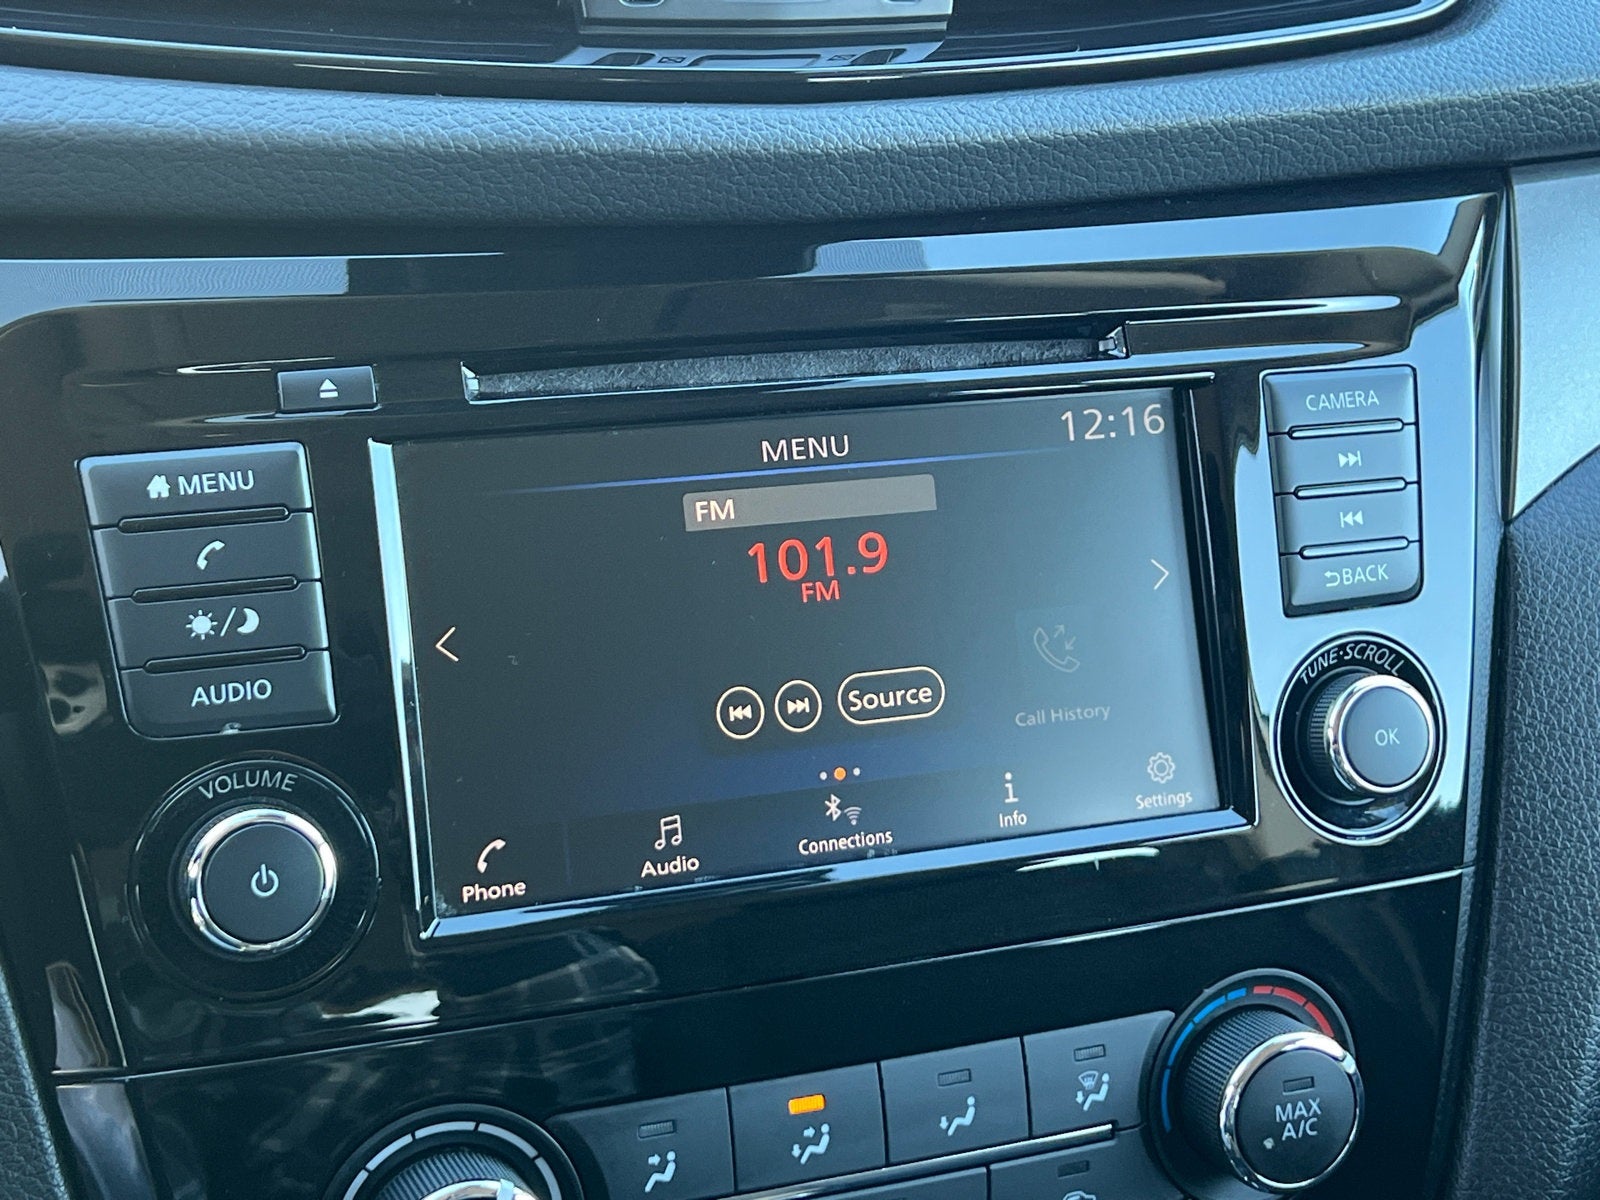 MENU
AUDIO
VOLUME
MENU
12:16
FM
101.9
FM
Source
Call History
Phone
Audio
Connections
Info
Settings
CAMERA
BACK
TUNE·SCROLL
OK
MAX
A/C